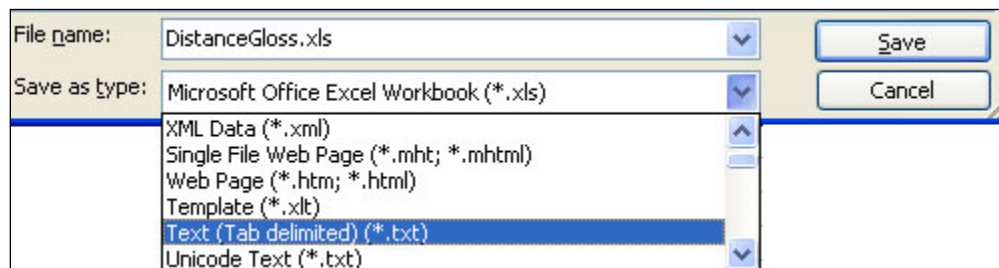 File name: DistanceGloss.xls Save
Save as type: Microsoft Office Excel Workbook (*.xls) Cancel
XML Data (*.xml)
Single File Web Page (*.mht; *.mhtml)
Web Page (*.htm; *.html)
Template (*.xlt)
Text (Tab delimited) (*.txt)
Unicode Text (*.txt)